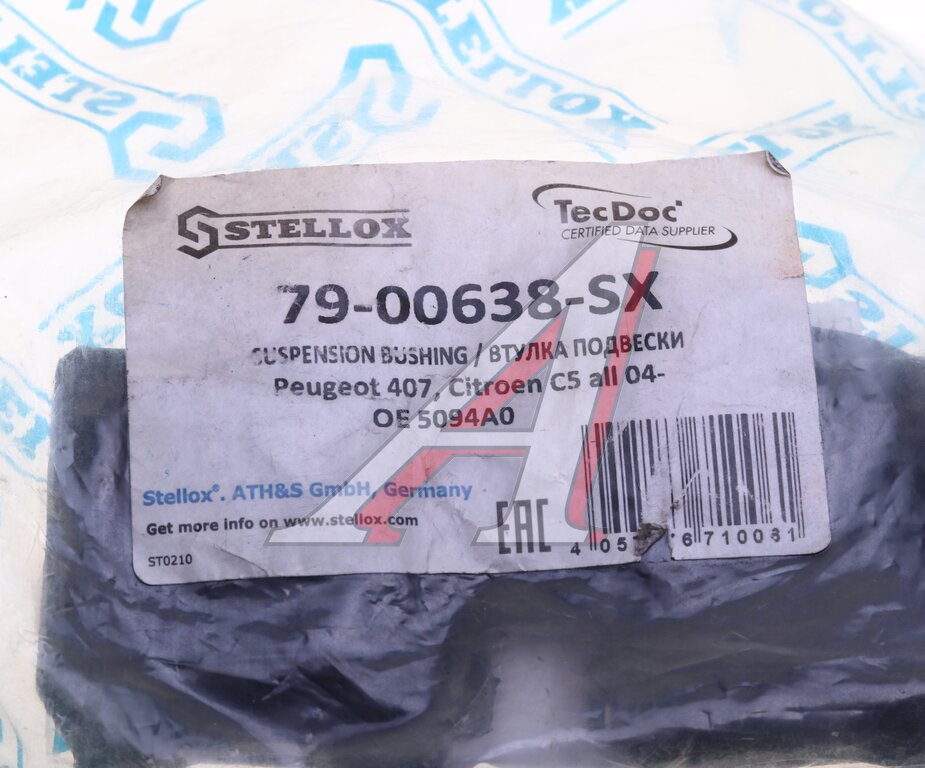 STELLOX
TecDoc
CERTIFIED DATA SUPPLIER
79-00638-SX
SUSPENSION BUSHING / ВТУЛКА ПОДВЕСКИ
Peugeot 407, Citroen C5 all 04-
OE 5094A0
Stellox®. ATH&S GmbH, Germany
Get more info on www.stellox.com
EAC
ST0210